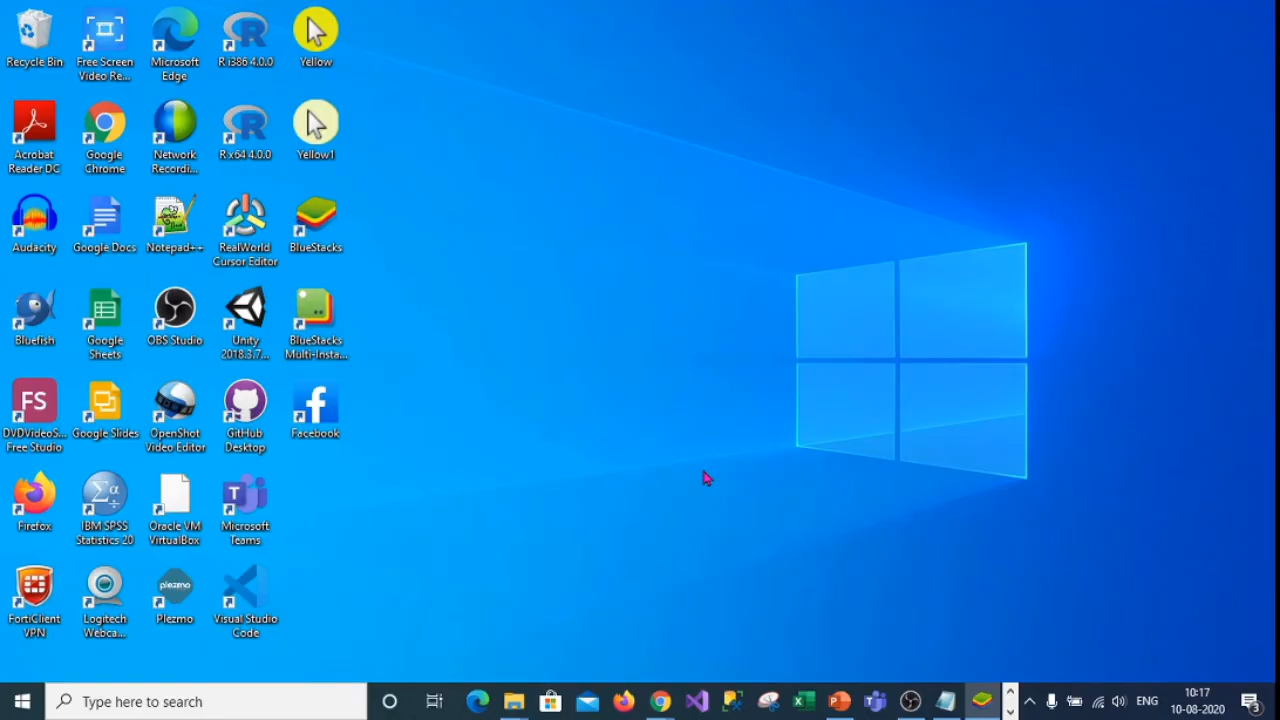 Recycle Bin
Free Screen
Video Re...
Microsoft
Edge
R i386 4.0.0
Yellow
Acrobat
Reader DC
Google
Chrome
Network
Recordi...
R x64 4.0.0
Yellow1
Audacity
Google Docs
Notepad++
RealWorld
Cursor Editor
BlueStacks
Bluefish
Google
Sheets
OBS Studio
Unity
2018.3.7...
BlueStacks
Multi-Insta...
FS
DVDVideoS...
Free Studio
Google Slides
OpenShot
Video Editor
GitHub
Desktop
Facebook
Firefox
Σα
IBM SPSS
Statistics 20
Oracle VM
VirtualBox
Microsoft
Teams
FortiClient
VPN
Logitech
Webca...
plezmo
Plezmo
Visual Studio
Code
Type here to search
ENG
10:17
10-08-2020
3